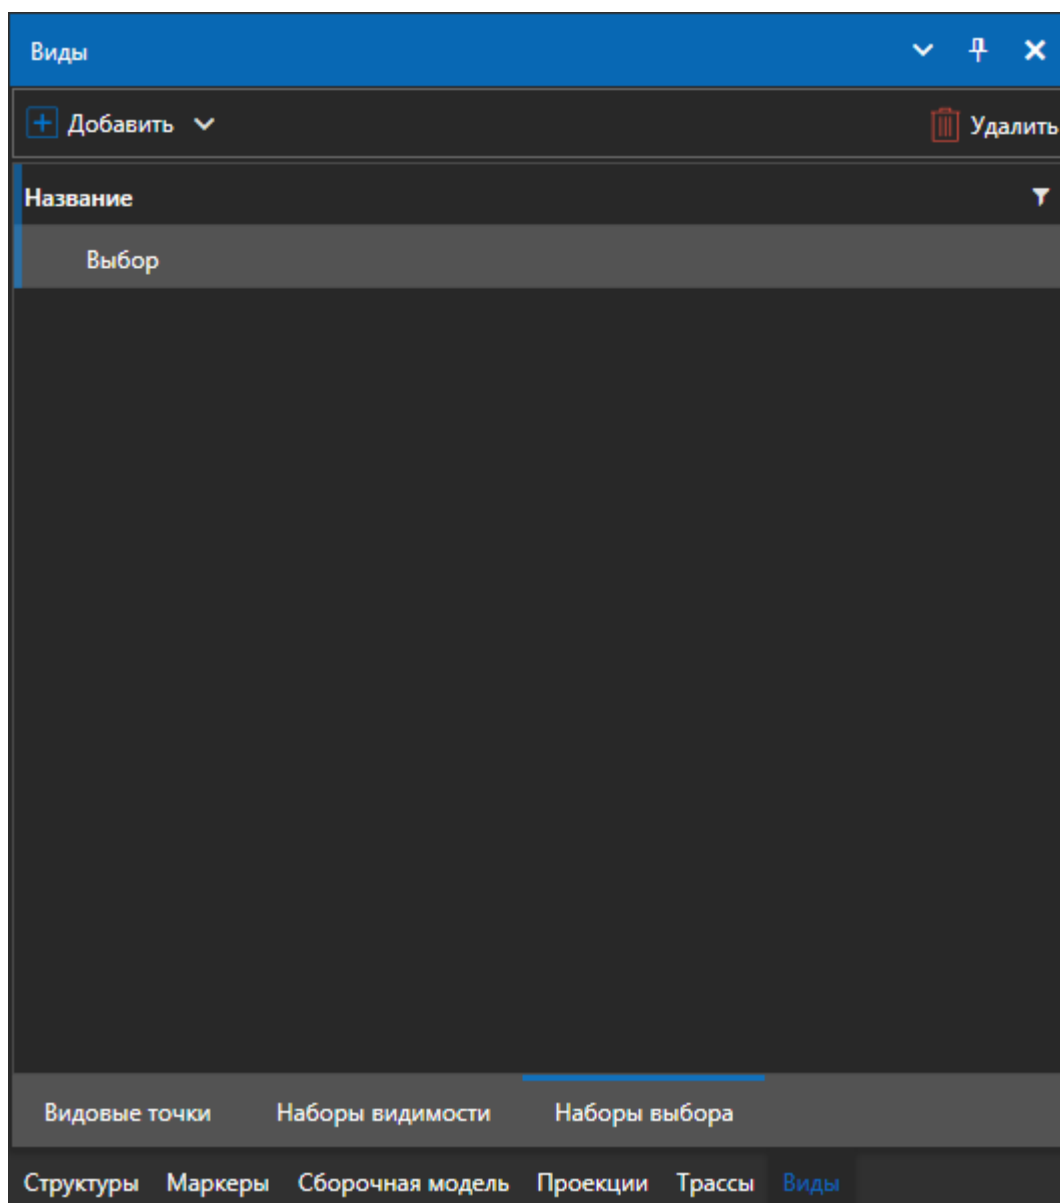 Виды
Добавить Удалить
Название
Выбор
Видовые точки Наборы видимости Наборы выбора
Структуры Маркеры Сборочная модель Проекции Трассы Виды